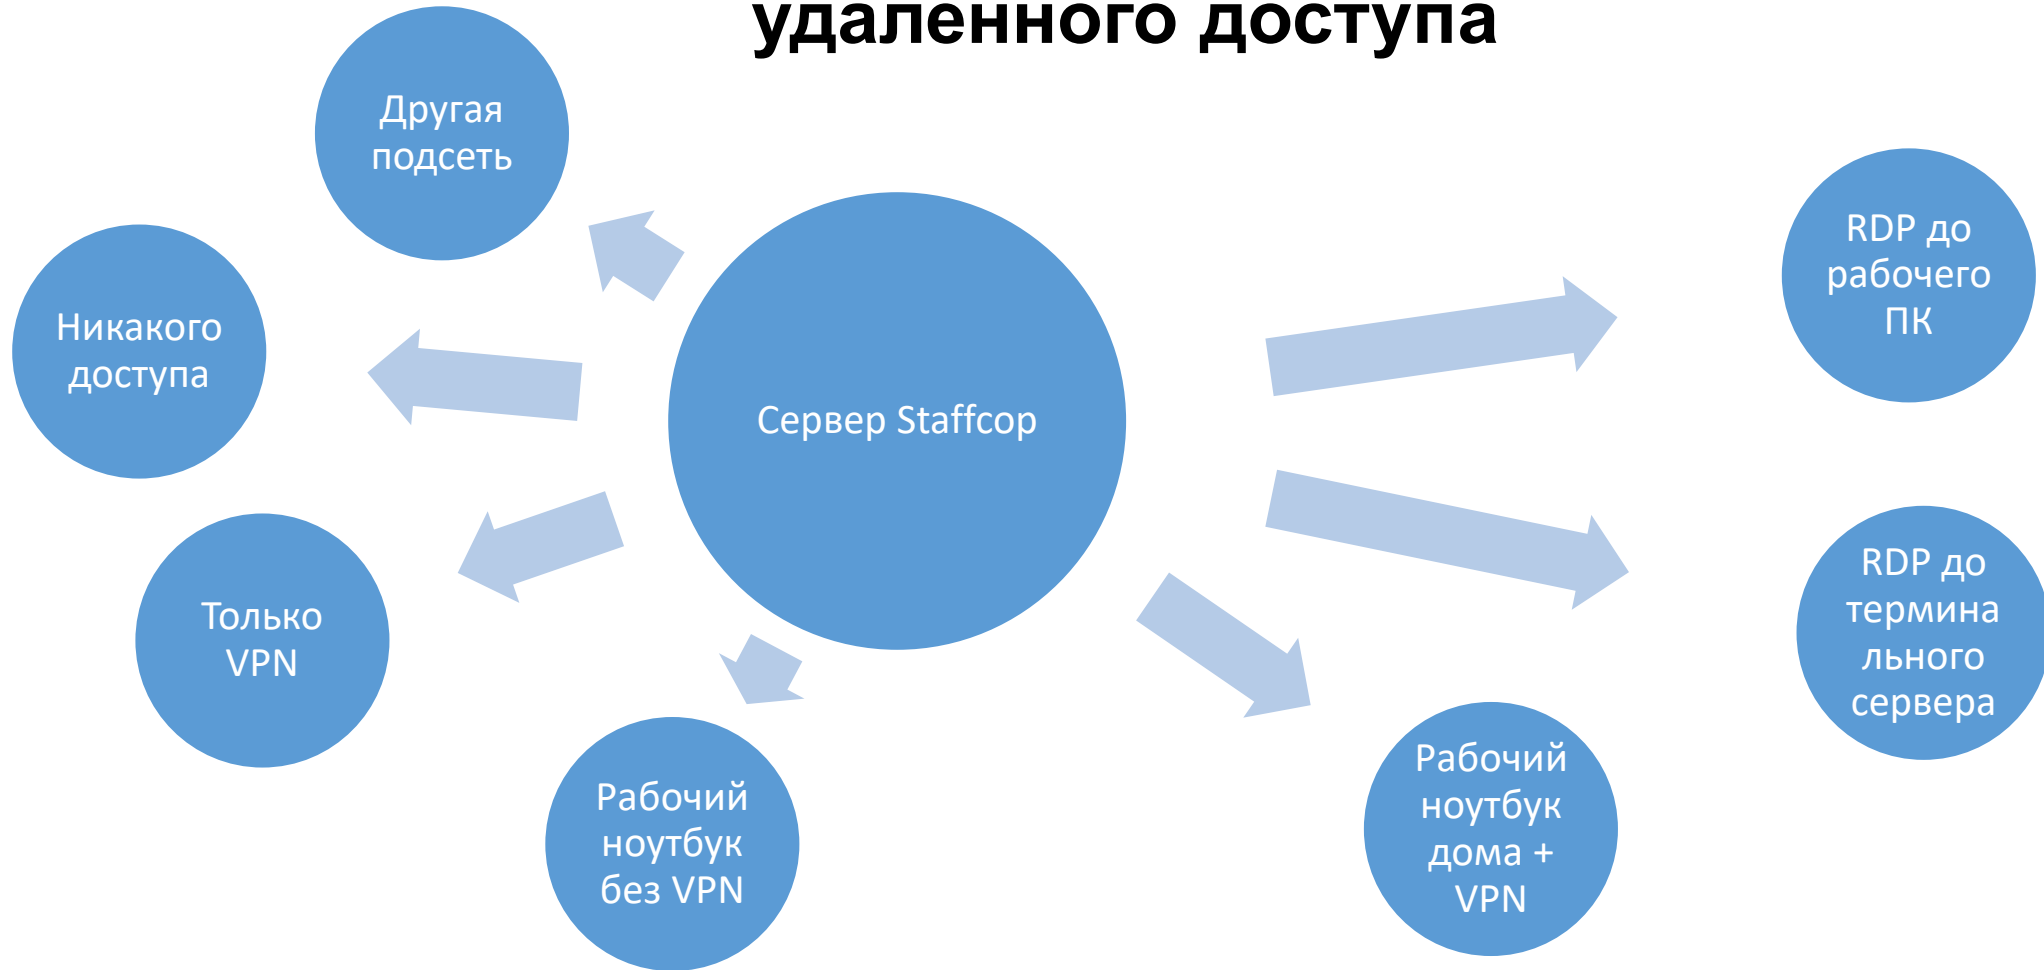 удаленного доступа
Другая
подсеть
Никакого
доступа
Только
VPN
Рабочий
ноутбук
без VPN
Сервер Staffcop
Рабочий
ноутбук
дома +
VPN
RDP до
рабочего
ПК
RDP до
термина
льного
сервера